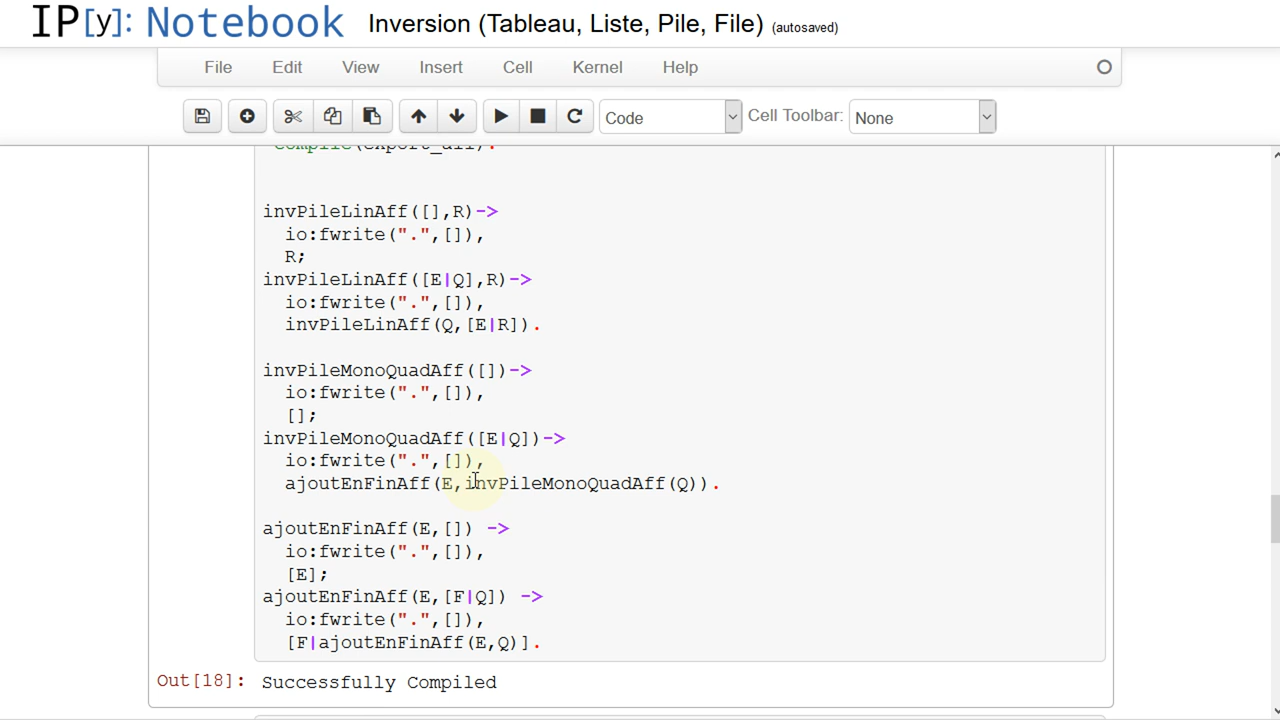 IP[y]: Notebook Inversion (Tableau, Liste, Pile, File) (autosaved)
File Edit View Insert Cell Kernel Help
Code Cell Toolbar: None
compile(export_all).
invPileLinAff([],R)->
io:fwrite(".",[]),
R;
invPileLinAff([E|Q],R)->
io:fwrite(".",[]),
invPileLinAff(Q,[E|R]).
invPileMonoQuadAff([])->
io:fwrite(".",[]),
[];
invPileMonoQuadAff([E|Q])->
io:fwrite(".",[]),
ajoutEnFinAff(E,invPileMonoQuadAff(Q)).
ajoutEnFinAff(E,[]) ->
io:fwrite(".",[]),
[E];
ajoutEnFinAff(E,[F|Q]) ->
io:fwrite(".",[]),
[F|ajoutEnFinAff(E,Q)].
Out[18]: Successfully Compiled